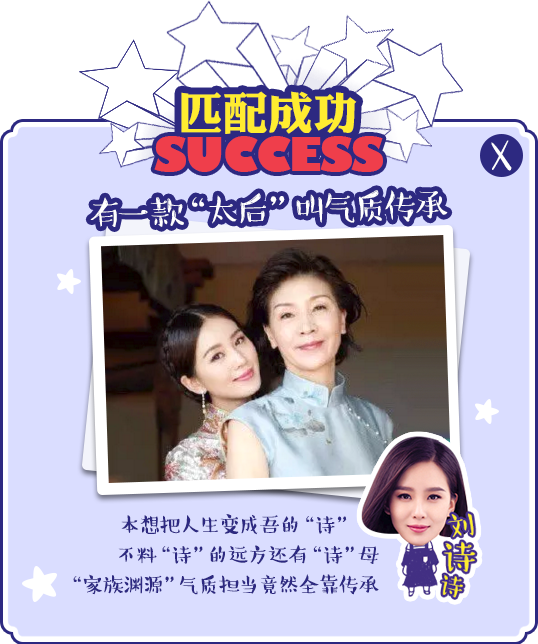 匹配成功
SUCCESS
X
有一款“太后”叫气质传承
本想把人生变成吾的“诗”
不料“诗”的远方还有“诗”母
“家族渊源”气质担当竟然全靠传承
刘诗诗